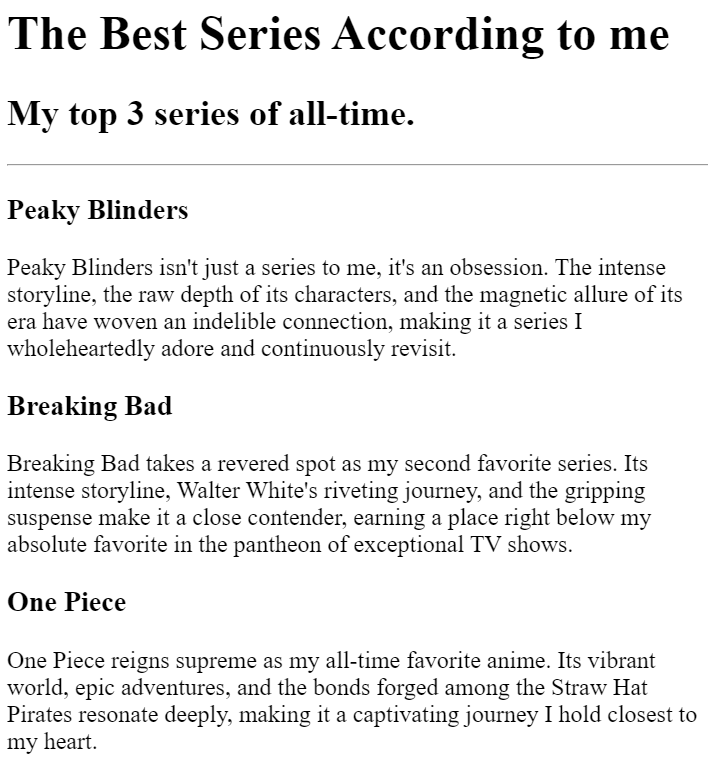 The Best Series According to me
My top 3 series of all-time.
Peaky Blinders
Peaky Blinders isn't just a series to me, it's an obsession. The intense
storyline, the raw depth of its characters, and the magnetic allure of its
era have woven an indelible connection, making it a series I
wholeheartedly adore and continuously revisit.
Breaking Bad
Breaking Bad takes a revered spot as my second favorite series. Its
intense storyline, Walter White's riveting journey, and the gripping
suspense make it a close contender, earning a place right below my
absolute favorite in the pantheon of exceptional TV shows.
One Piece
One Piece reigns supreme as my all-time favorite anime. Its vibrant
world, epic adventures, and the bonds forged among the Straw Hat
Pirates resonate deeply, making it a captivating journey I hold closest to
my heart.